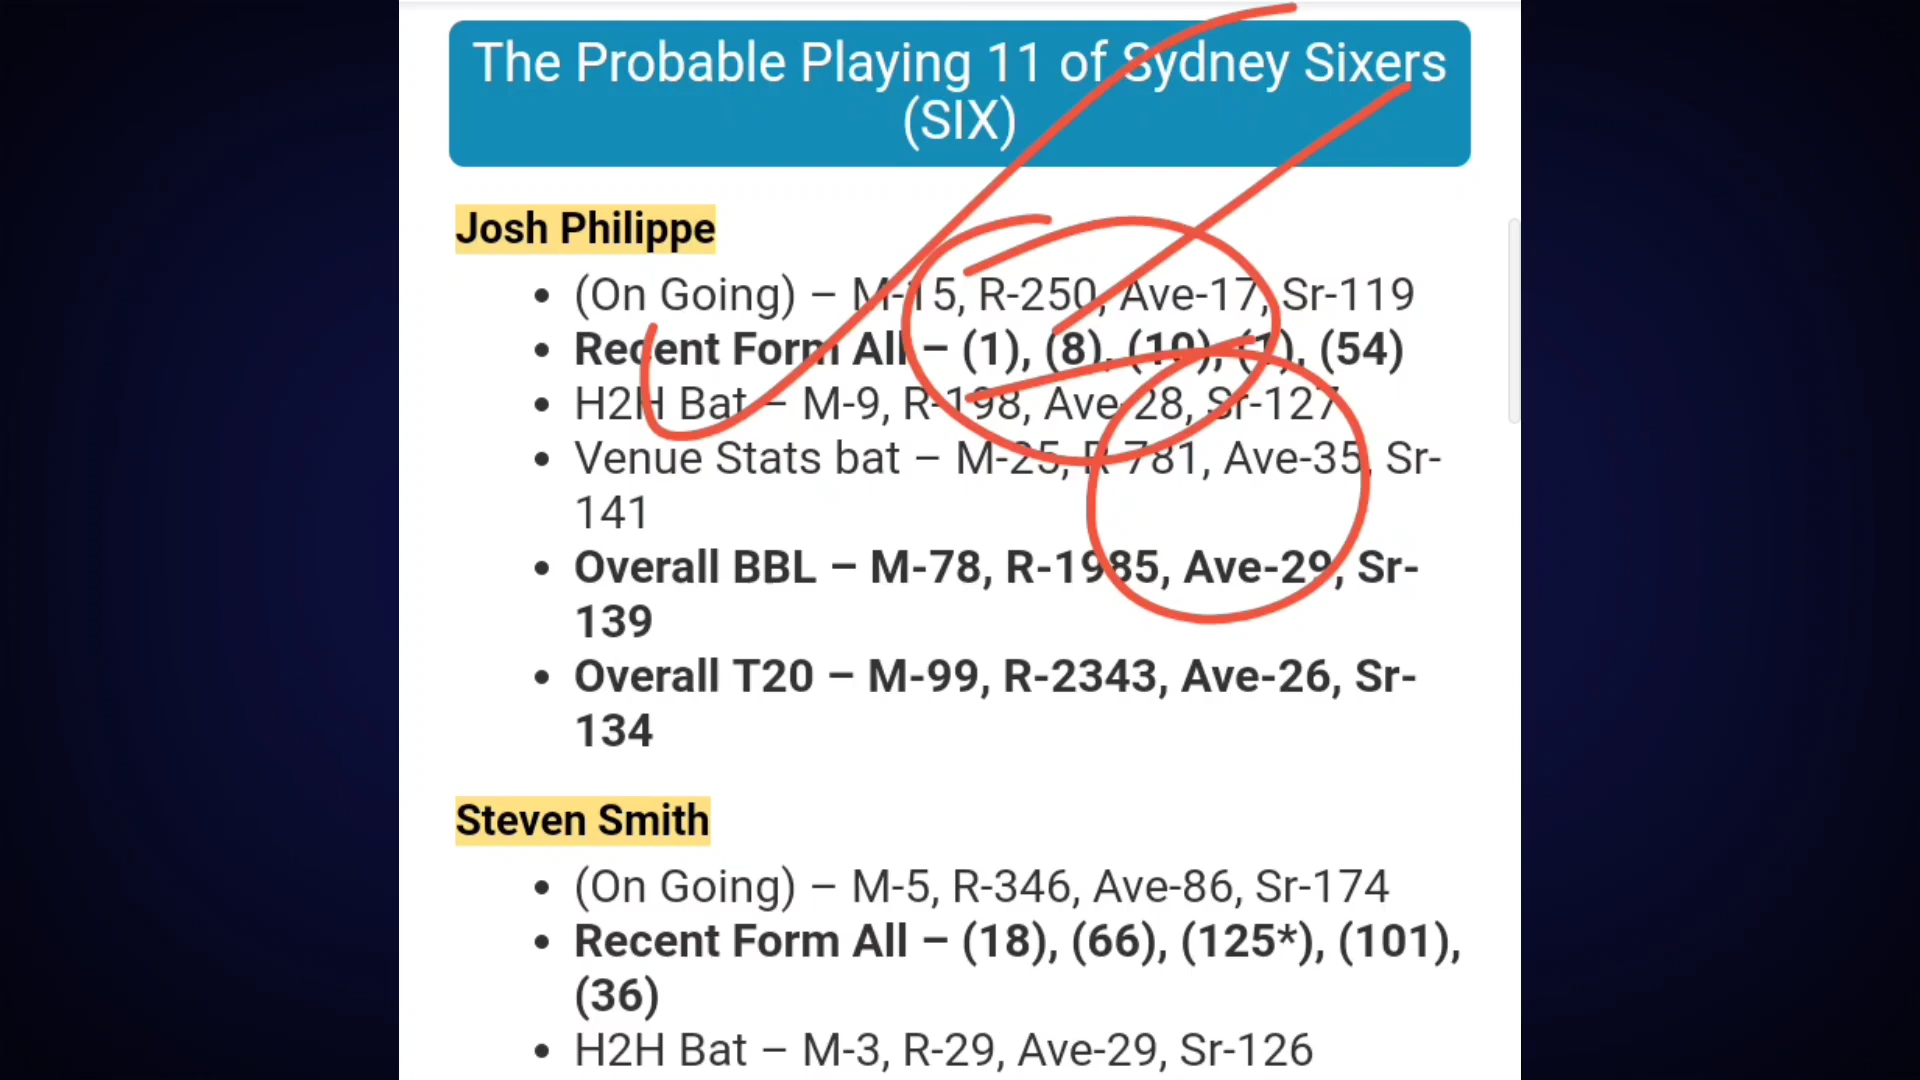 The Probable Playing 11 of Sydney Sixers
(SIX)
Josh Philippe
• (On Going) – M-15, R-250, Ave-17, Sr-119
• Recent Form All – (1), (8), (10), (1), (54)
• H2H Bat – M-9, R-198, Ave-28, Sr-127
• Venue Stats bat – M-25, R-781, Ave-35, Sr-
141
• Overall BBL – M-78, R-1985, Ave-29, Sr-
139
• Overall T20 – M-99, R-2343, Ave-26, Sr-
134
Steven Smith
• (On Going) – M-5, R-346, Ave-86, Sr-174
• Recent Form All – (18), (66), (125*), (101),
(36)
• H2H Bat – M-3, R-29, Ave-29, Sr-126